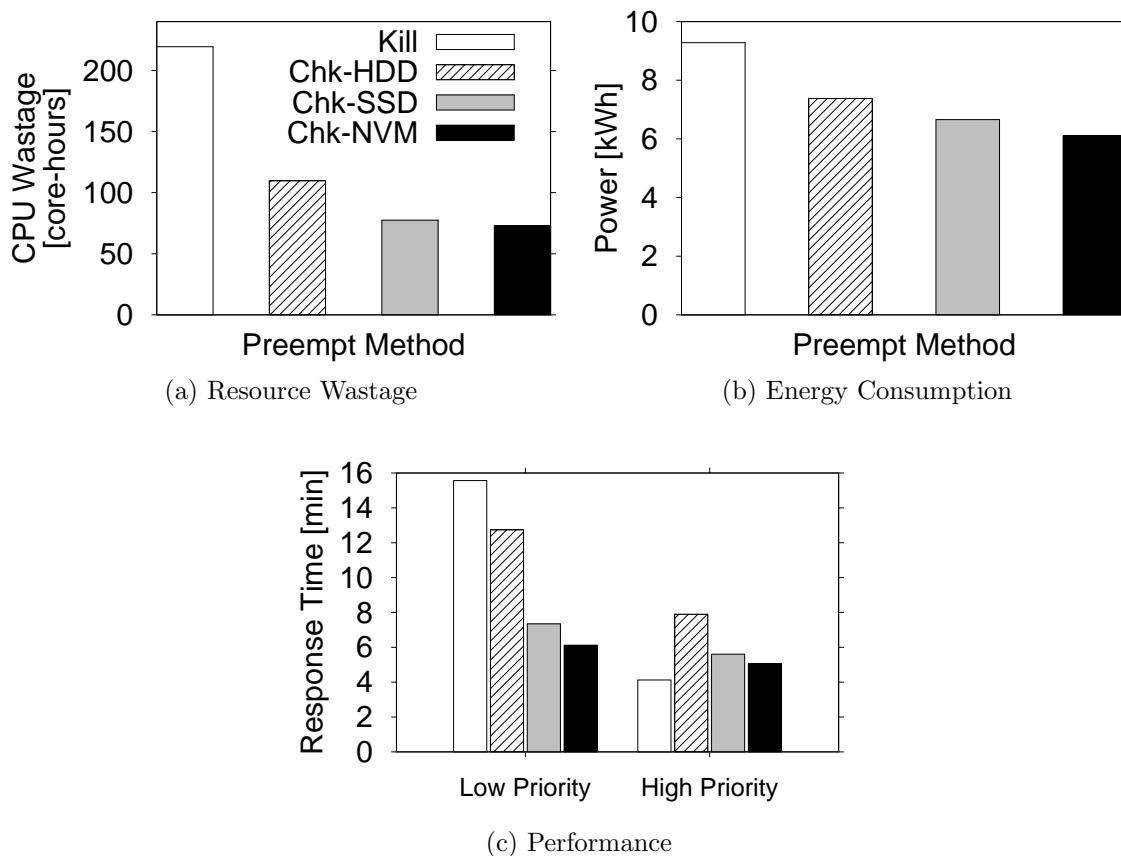 CPU Wastage
[core-hours]
200
150
100
50
0
Kill
Chk-HDD
Chk-SSD
Chk-NVM
Preempt Method
(a) Resource Wastage
Power [kWh]
10
8
6
4
2
0
Preempt Method
(b) Energy Consumption
Response Time [min]
16
14
12
10
8
6
4
2
0
Low Priority
High Priority
(c) Performance